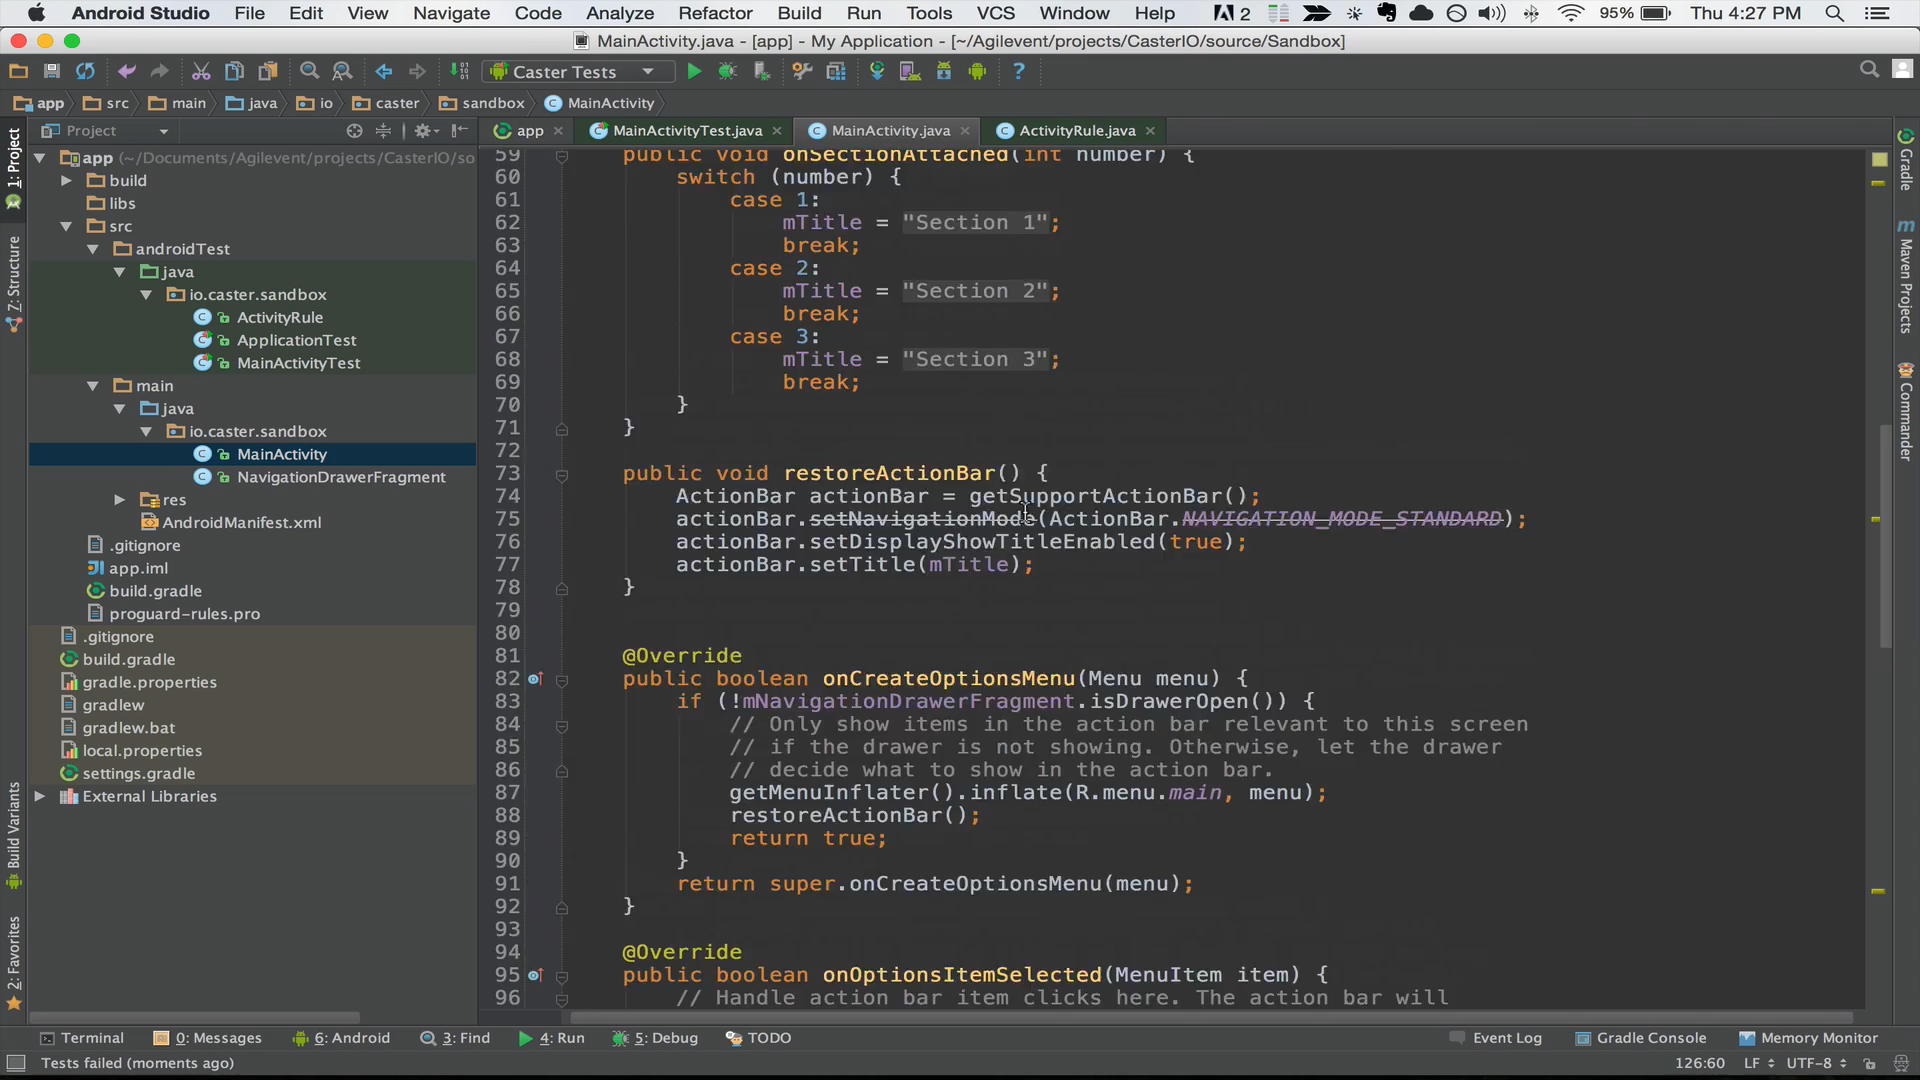 Android Studio File Edit View Navigate Code Analyze Refactor Build Run Tools VCS Window Help 2 95% Thu 4:27 PM
MainActivity.java - [app] - My Application - [~/Agilevent/projects/CasterIO/source/Sandbox]
Caster Tests
app src main java io caster sandbox MainActivity
Project
app MainActivityTest.java MainActivity.java ActivityRule.java
1: Project
Z: Structure
Build Variants
2: Favorites
app (~/Documents/Agilevent/projects/CasterIO/so
build
libs
src
androidTest
java
io.caster.sandbox
ActivityRule
ApplicationTest
MainActivityTest
main
java
io.caster.sandbox
MainActivity
NavigationDrawerFragment
res
AndroidManifest.xml
.gitignore
app.iml
build.gradle
proguard-rules.pro
.gitignore
build.gradle
gradle.properties
gradlew
gradlew.bat
local.properties
settings.gradle
External Libraries
59 public void onSectionAttached(int number) {
60 switch (number) {
61 case 1:
62 mTitle = "Section 1";
63 break;
64 case 2:
65 mTitle = "Section 2";
66 break;
67 case 3:
68 mTitle = "Section 3";
69 break;
70 }
71 }
72
73 public void restoreActionBar() {
74 ActionBar actionBar = getSupportActionBar();
75 actionBar.setNavigationMode(ActionBar.NAVIGATION_MODE_STANDARD);
76 actionBar.setDisplayShowTitleEnabled(true);
77 actionBar.setTitle(mTitle);
78 }
79
80
81 @Override
82 public boolean onCreateOptionsMenu(Menu menu) {
83 if (!mNavigationDrawerFragment.isDrawerOpen()) {
84 // Only show items in the action bar relevant to this screen
85 // if the drawer is not showing. Otherwise, let the drawer
86 // decide what to show in the action bar.
87 getMenuInflater().inflate(R.menu.main, menu);
88 restoreActionBar();
89 return true;
90 }
91 return super.onCreateOptionsMenu(menu);
92 }
93
94 @Override
95 public boolean onOptionsItemSelected(MenuItem item) {
96 // Handle action bar item clicks here. The action bar will
Gradle
Maven Projects
Commander
Terminal 0: Messages 6: Android 3: Find 4: Run 5: Debug TODO Event Log Gradle Console Memory Monitor
Tests failed (moments ago) 126:60 LF UTF-8